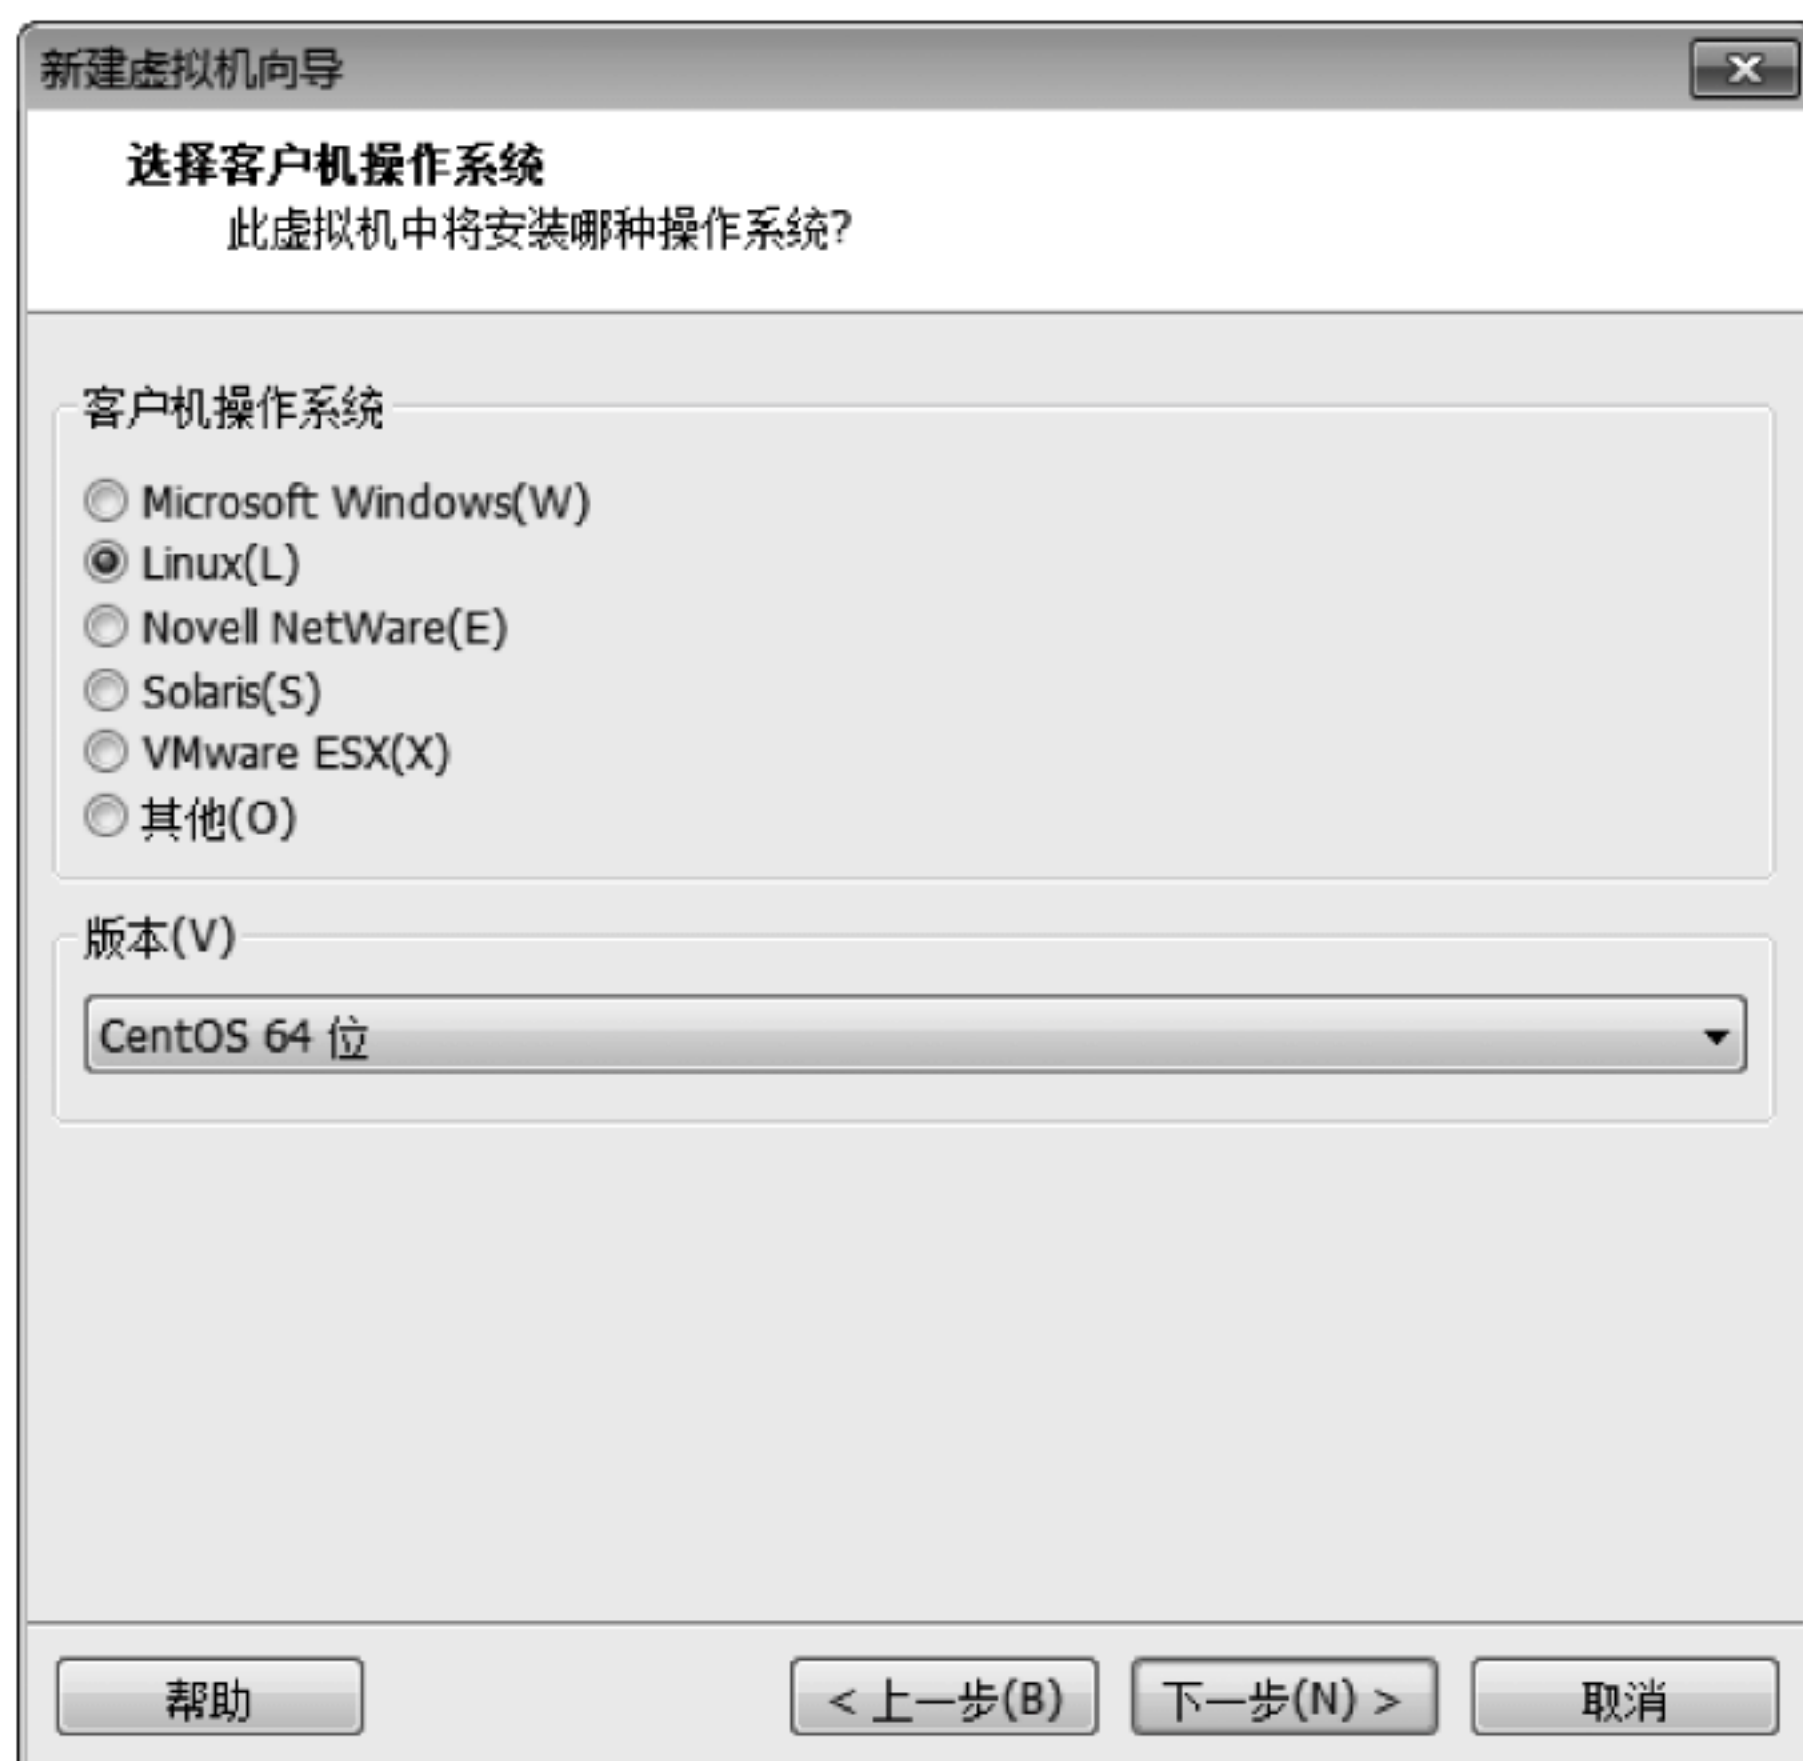 新建虚拟机向导
选择客户机操作系统
此虚拟机中将安装哪种操作系统?
客户机操作系统
Microsoft Windows(W)
Linux(L)
Novell NetWare(E)
Solaris(S)
VMware ESX(X)
其他(O)
版本(V)
CentOS 64 位
帮助
< 上一步(B)
下一步(N) >
取消